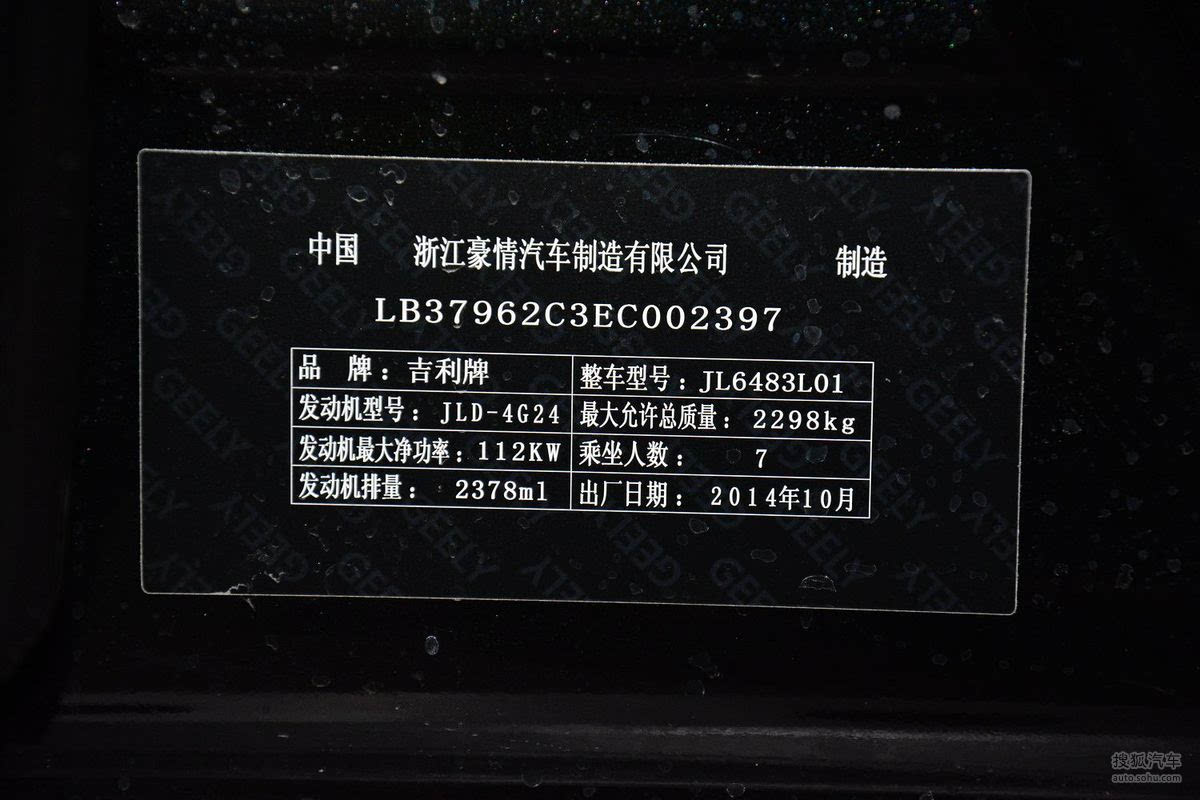 中国 浙江豪情汽车制造有限公司 制造
LB37962C3EC002397
品 牌：吉利牌 整车型号：JL6483L01
发动机型号：JLD-4G24 最大允许总质量：2298kg
发动机最大净功率：112KW 乘坐人数：7
发动机排量：2378ml 出厂日期：2014年10月
搜狐汽车
auto.sohu.com